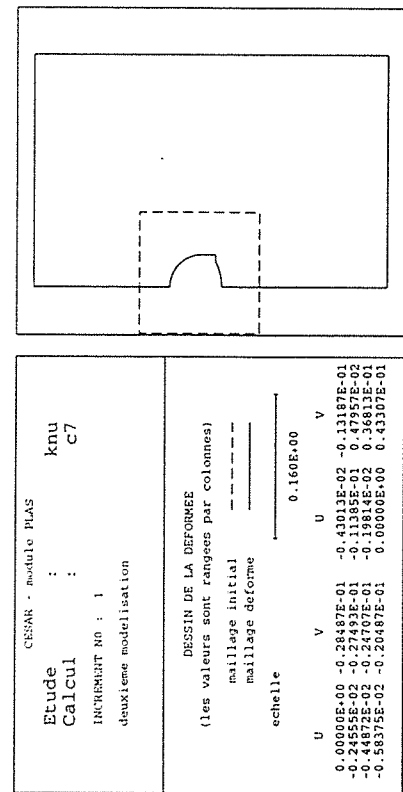 CESAR - module PLAS
Etude : knu
Calcul : c7
INCREMENT NO : 1
deuxieme modelisation
DESSIN DE LA DEFORMEE
(les valeurs sont rangees par colonnes)
maillage initial
maillage deforme
echelle
0.160E+00
U V U V
0.00000E+00 -0.28487E-01 -0.43013E-02 -0.13187E-01
-0.24555E-02 -0.27493E-01 -0.11385E-01 0.47957E-02
-0.44872E-02 -0.24707E-01 -0.19814E-02 0.36813E-01
-0.58375E-02 -0.20487E-01 0.00000E+00 0.43307E-01